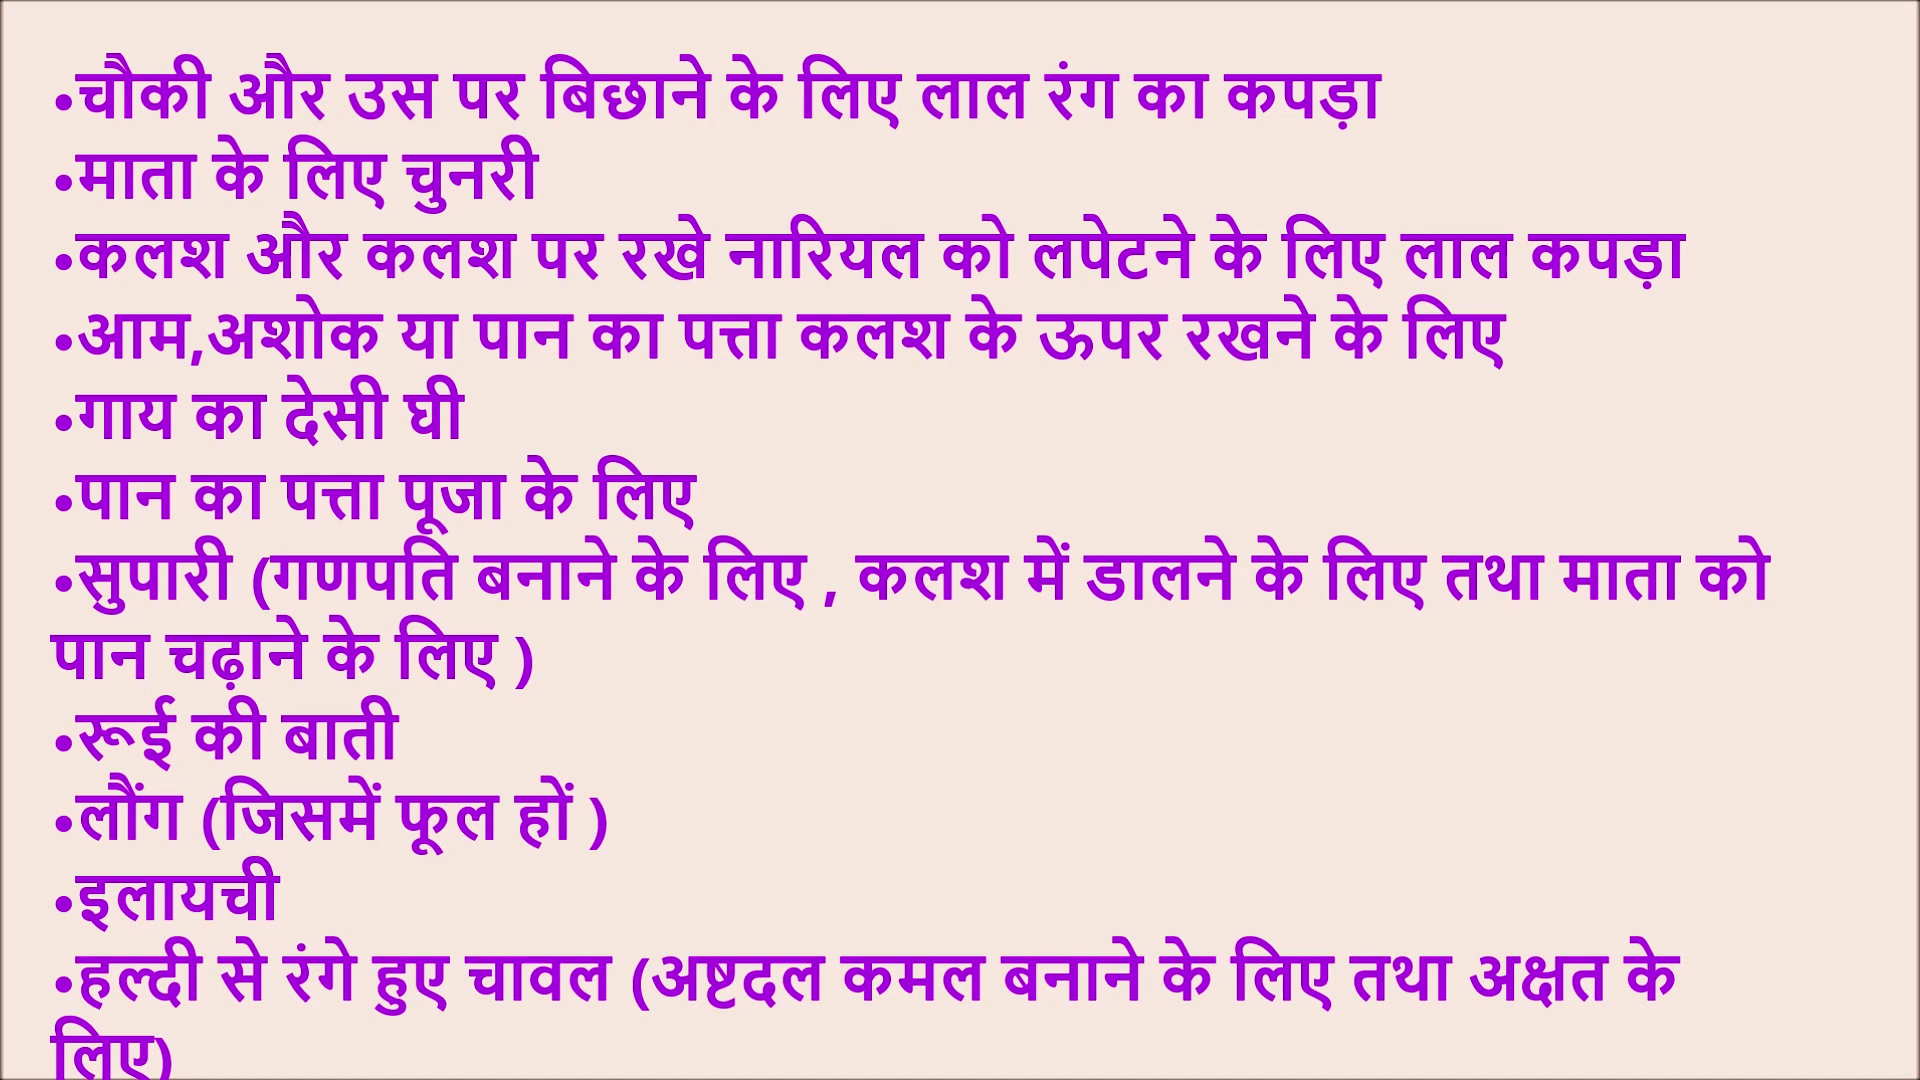 •चौकी और उस पर बिछाने के लिए लाल रंग का कपड़ा
•माता के लिए चुनरी
•कलश और कलश पर रखे नारियल को लपेटने के लिए लाल कपड़ा
•आम,अशोक या पान का पत्ता कलश के ऊपर रखने के लिए
•गाय का देसी घी
•पान का पत्ता पूजा के लिए
•सुपारी (गणपति बनाने के लिए , कलश में डालने के लिए तथा माता को
पान चढ़ाने के लिए )
•रूई की बाती
•लौंग (जिसमें फूल हों )
•इलायची
•हल्दी से रंगे हुए चावल (अष्टदल कमल बनाने के लिए तथा अक्षत के
लिए)